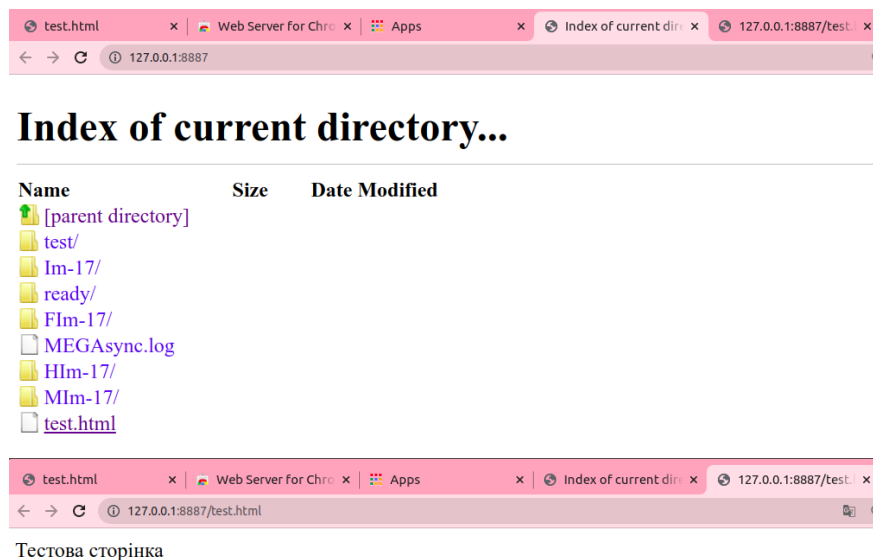 test.html Web Server for Chro Apps Index of current dire 127.0.0.1:8887/test.
127.0.0.1:8887
Index of current directory...
Name Size Date Modified
[parent directory]
test/
Im-17/
ready/
FIm-17/
MEGAsync.log
HIm-17/
MIm-17/
test.html
test.html Web Server for Chro Apps Index of current dire 127.0.0.1:8887/test.
127.0.0.1:8887/test.html
Тестова сторінка